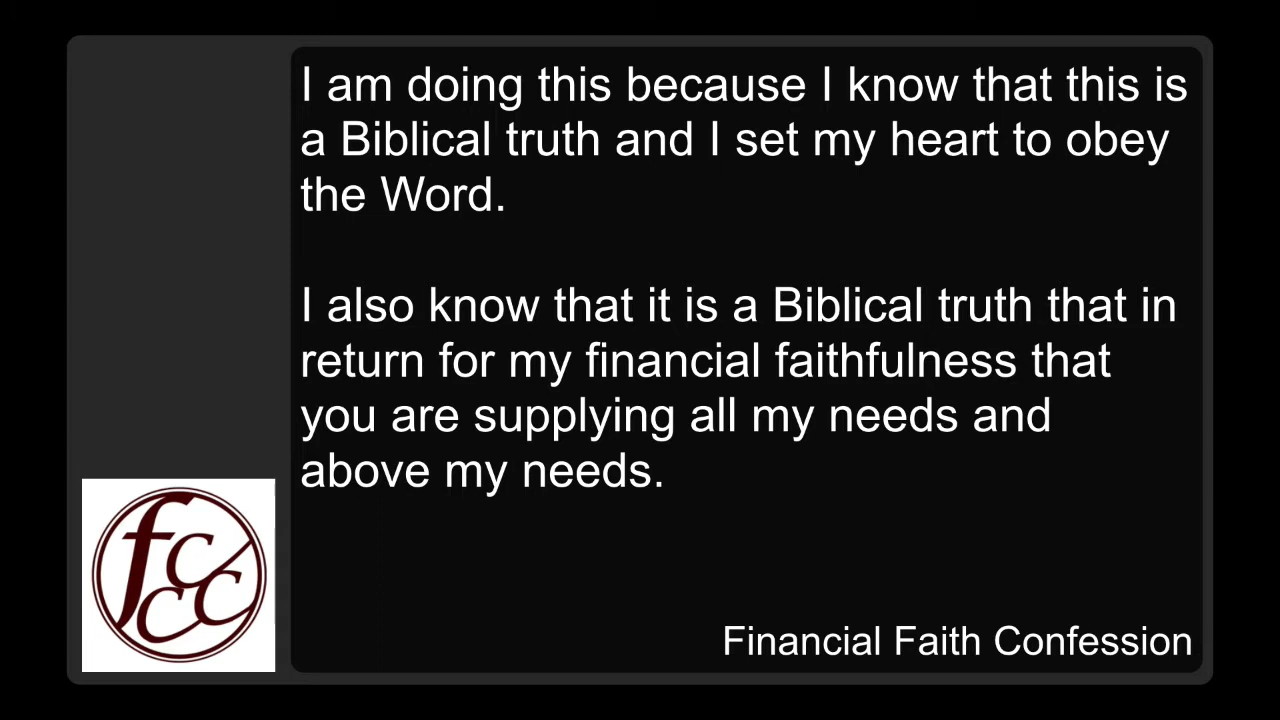 I am doing this because I know that this is
a Biblical truth and I set my heart to obey
the Word.
I also know that it is a Biblical truth that in
return for my financial faithfulness that
you are supplying all my needs and
above my needs.
fccc
Financial Faith Confession